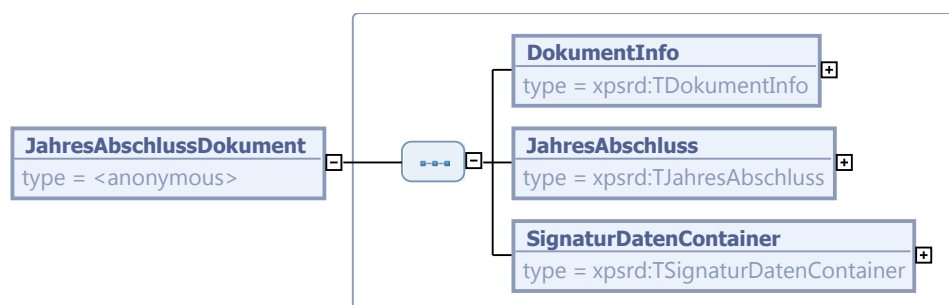 DokumentInfo
type = xpsrd:TDokumentInfo
JahresAbschlussDokument
type = <anonymous>
JahresAbschluss
type = xpsrd:TJahresAbschluss
SignaturDatenContainer
type = xpsrd:TSignaturDatenContainer